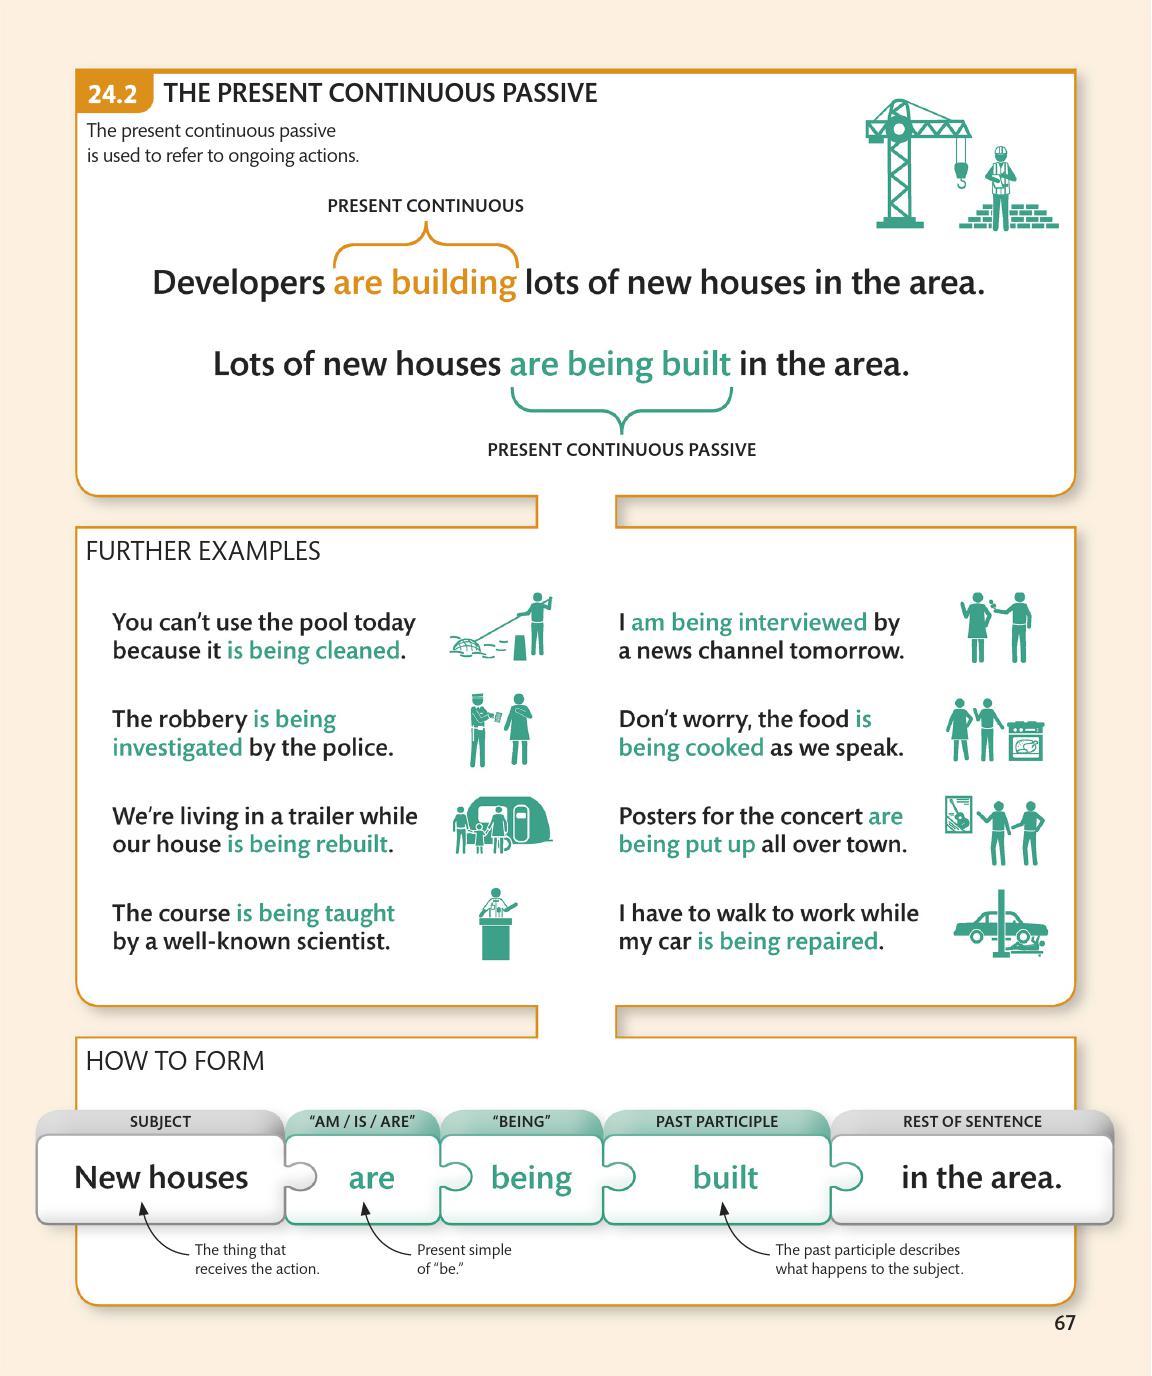 24.2 THE PRESENT CONTINUOUS PASSIVE
The present continuous passive
is used to refer to ongoing actions.
PRESENT CONTINUOUS
Developers are building lots of new houses in the area.
Lots of new houses are being built in the area.
PRESENT CONTINUOUS PASSIVE
FURTHER EXAMPLES
You can’t use the pool today
because it is being cleaned.
The robbery is being
investigated by the police.
We’re living in a trailer while
our house is being rebuilt.
The course is being taught
by a well-known scientist.
I am being interviewed by
a news channel tomorrow.
Don’t worry, the food is
being cooked as we speak.
Posters for the concert are
being put up all over town.
I have to walk to work while
my car is being repaired.
HOW TO FORM
SUBJECT “AM / IS / ARE” “BEING” PAST PARTICIPLE REST OF SENTENCE
New houses are being built in the area.
The thing that
receives the action.
Present simple
of “be.”
The past participle describes
what happens to the subject.
67